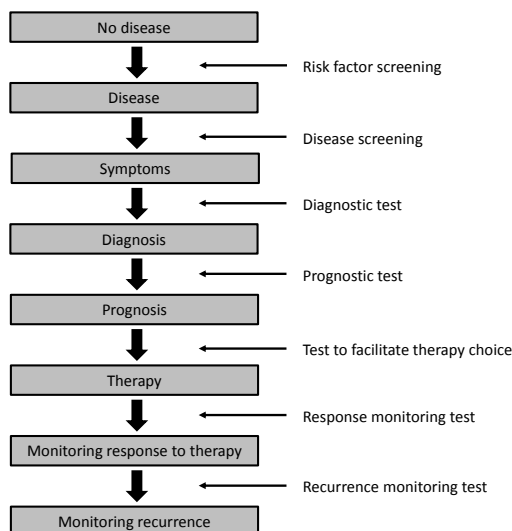 No disease
Risk factor screening
Disease
Disease screening
Symptoms
Diagnostic test
Diagnosis
Prognostic test
Prognosis
Test to facilitate therapy choice
Therapy
Response monitoring test
Monitoring response to therapy
Recurrence monitoring test
Monitoring recurrence